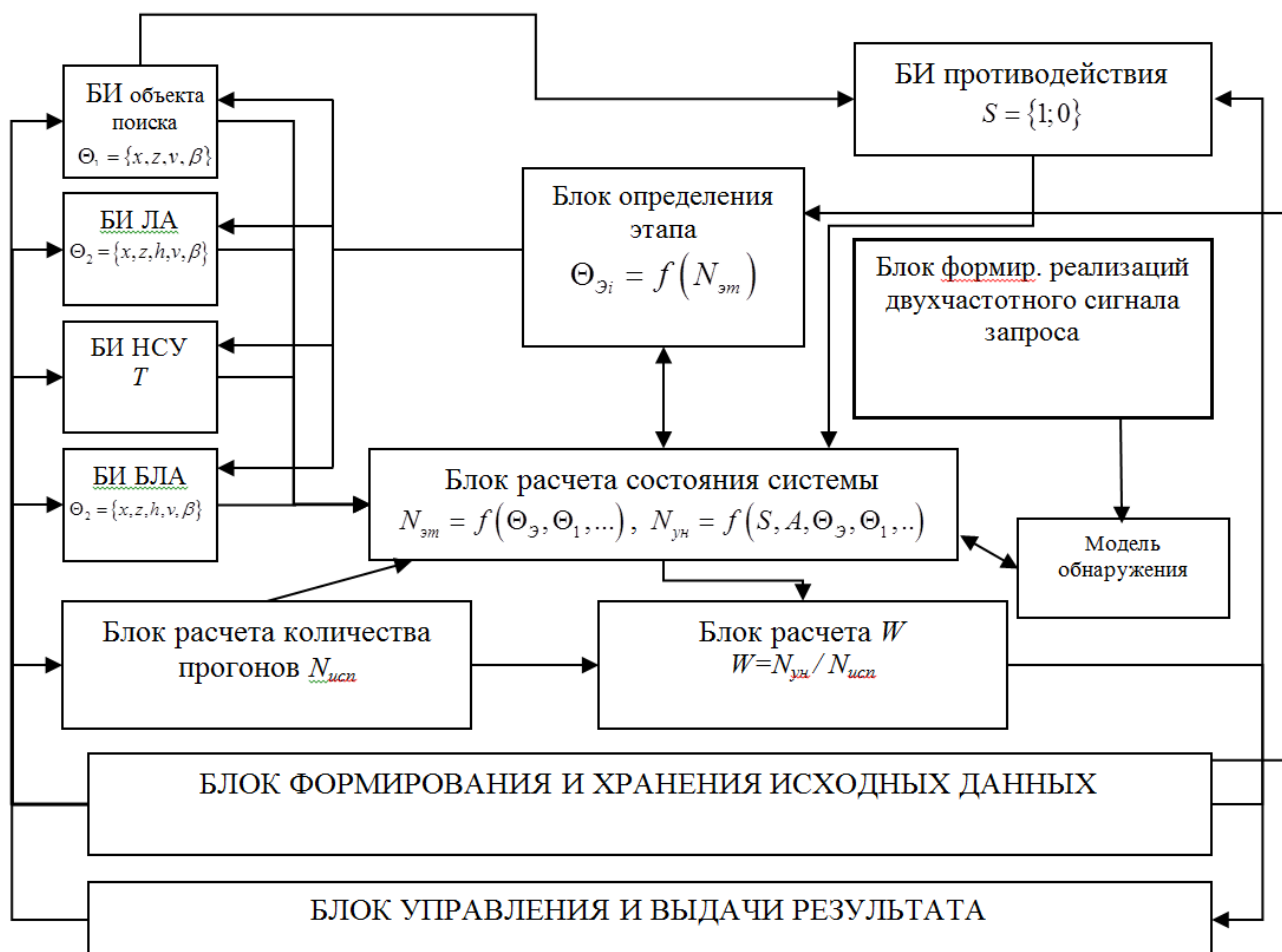 БИ объекта
поиска
Θ₁ = {x, z, v, β}
БИ противодействия
S = {1;0}
БИ ЛА
Θ₂ = {x, z, h, v, β}
Блок определения
этапа
Θ_Эi = f(N_эт)
Блок формир. реализаций
двухчастотного сигнала
запроса
БИ НСУ
T
БИ БЛА
Θ₂ = {x, z, h, v, β}
Блок расчета состояния системы
N_эт = f(Θ_Э, Θ₁, ...) , N_ун = f(S, A, Θ_Э, Θ₁, ..)
Модель
обнаружения
Блок расчета количества
прогонов N_исп
Блок расчета W
W=N_ун / N_исп
БЛОК ФОРМИРОВАНИЯ И ХРАНЕНИЯ ИСХОДНЫХ ДАННЫХ
БЛОК УПРАВЛЕНИЯ И ВЫДАЧИ РЕЗУЛЬТАТА